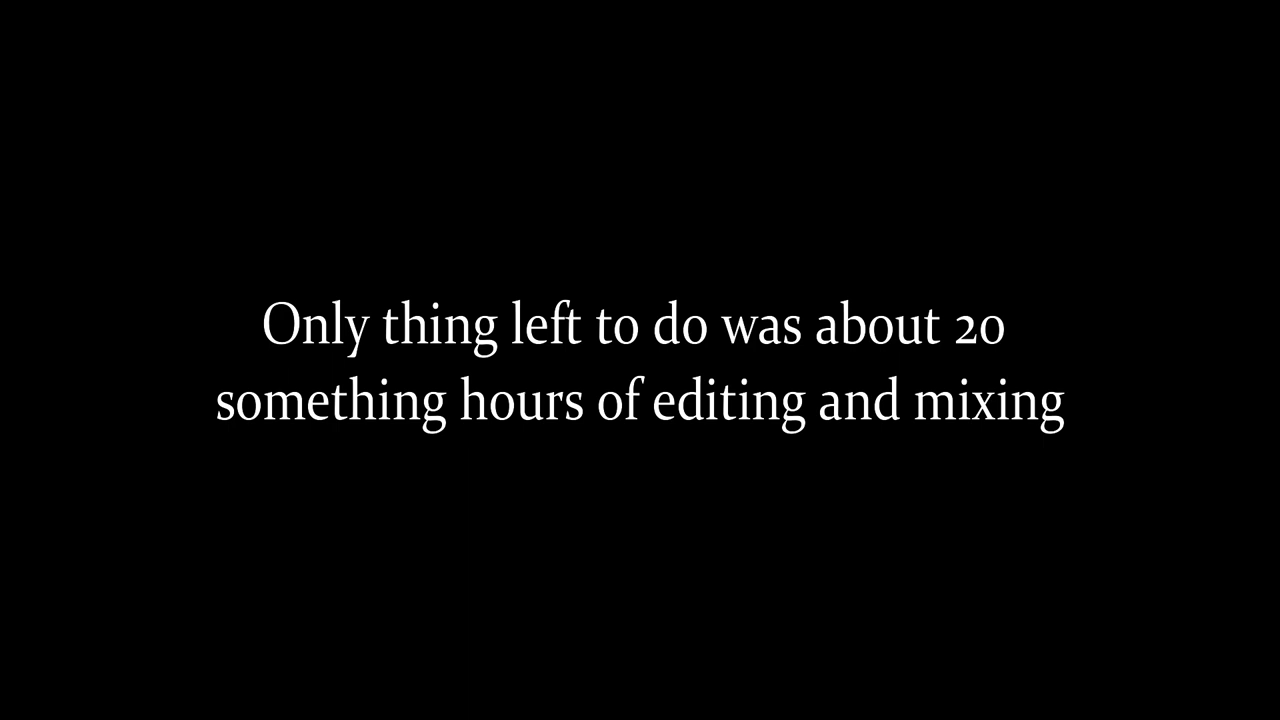 Only thing left to do was about 20
something hours of editing and mixing